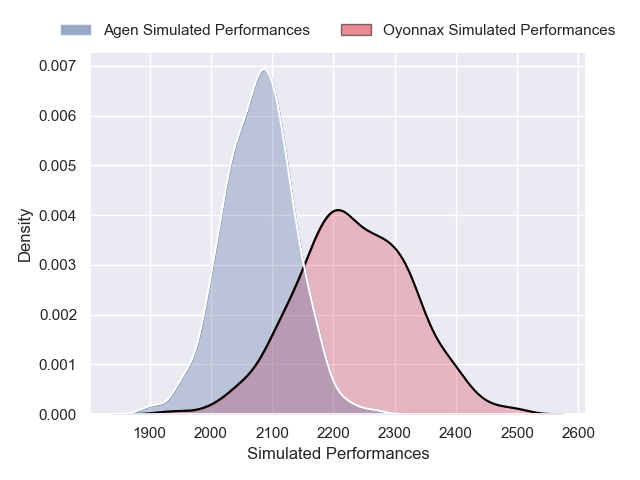 Agen Simulated Performances
Oyonnax Simulated Performances
0.007
0.006
0.005
0.004
0.003
0.002
0.001
0.000
Density
1900 2000 2100 2200 2300 2400 2500 2600
Simulated Performances